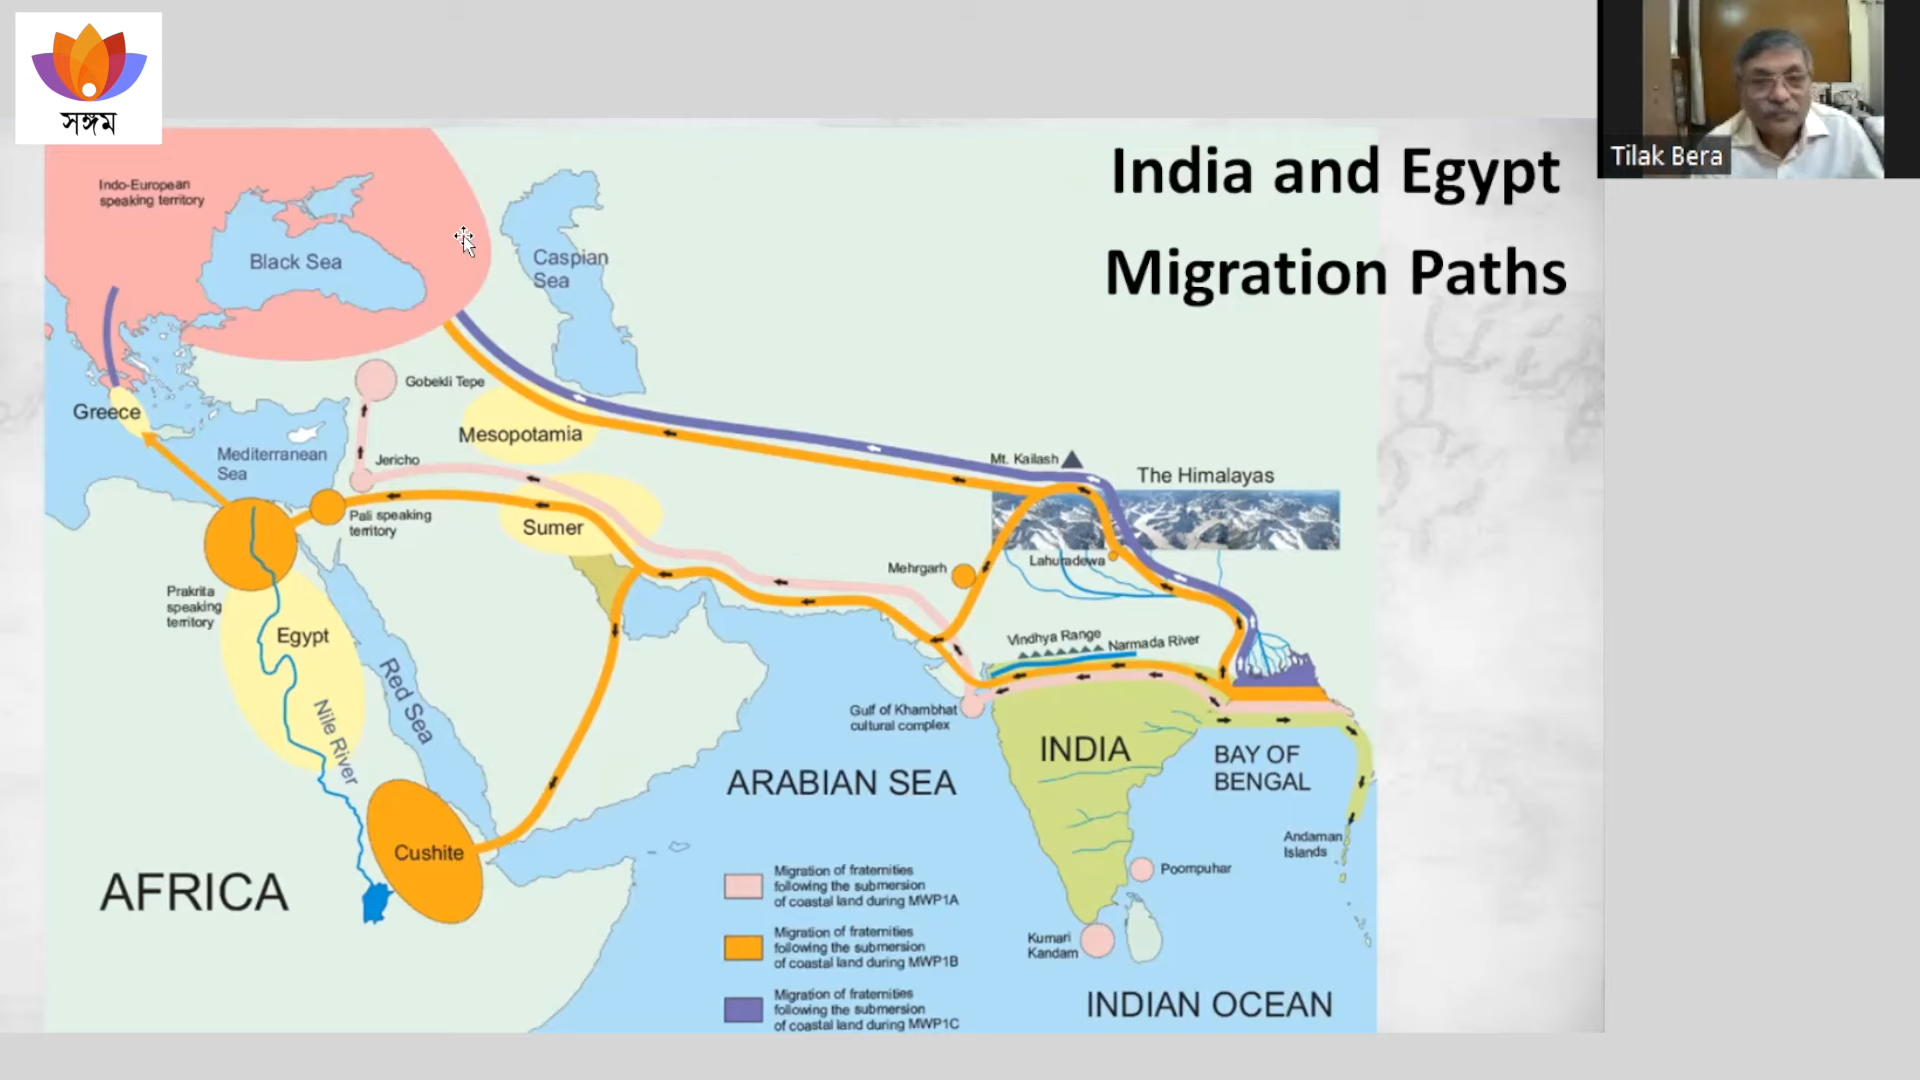 সঙ্গম
Tilak Bera
India and Egypt
Migration Paths
Indo-European
speaking territory
Black Sea
Caspian
Sea
Gobekli Tepe
Greece
Mesopotamia
Mediterranean
Sea
Jericho
Mt. Kailash
The Himalayas
Pali speaking
territory
Sumer
Mehrgarh
Lahuradewa
Prakrita
speaking
territory
Egypt
Vindhya Range
Narmada River
Red Sea
Nile River
Gulf of Khambhat
cultural complex
INDIA
BAY OF
BENGAL
ARABIAN SEA
Andaman
Islands
Cushite
AFRICA
Poompuhar
Kumari
Kandam
INDIAN OCEAN
Migration of fraternities
following the submersion
of coastal land during MWP1A
Migration of fraternities
following the submersion
of coastal land during MWP1B
Migration of fraternities
following the submersion
of coastal land during MWP1C